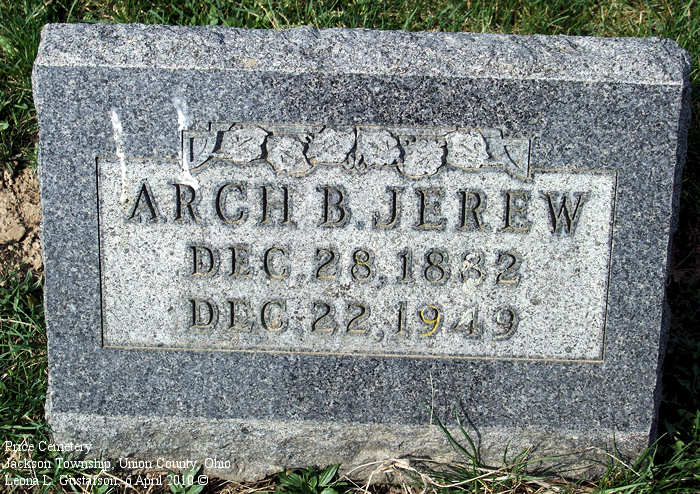 ARCH B. JEREW
DEC. 28, 1882
DEC. 22, 1949
Price Cemetery
Jackson Township, Union County, Ohio
Leona L. Gustafson, 6 April 2010 ©